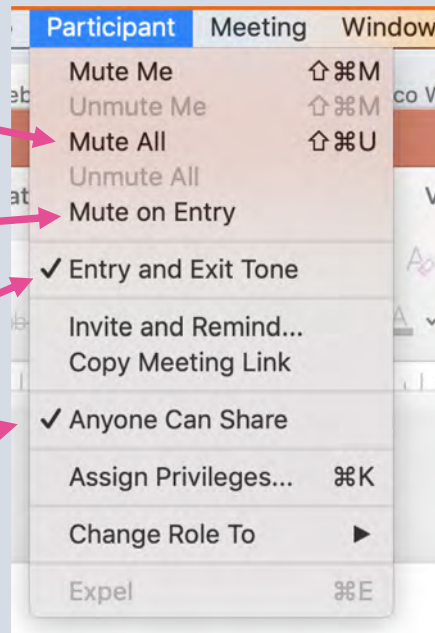 Participant Meeting Window
Mute Me ⇧⌘M
Unmute Me ⇧⌘M
Mute All ⇧⌘U
Unmute All
Mute on Entry
✓ Entry and Exit Tone
Invite and Remind...
Copy Meeting Link
✓ Anyone Can Share
Assign Privileges... ⌘K
Change Role To ▶
Expel ⌘E